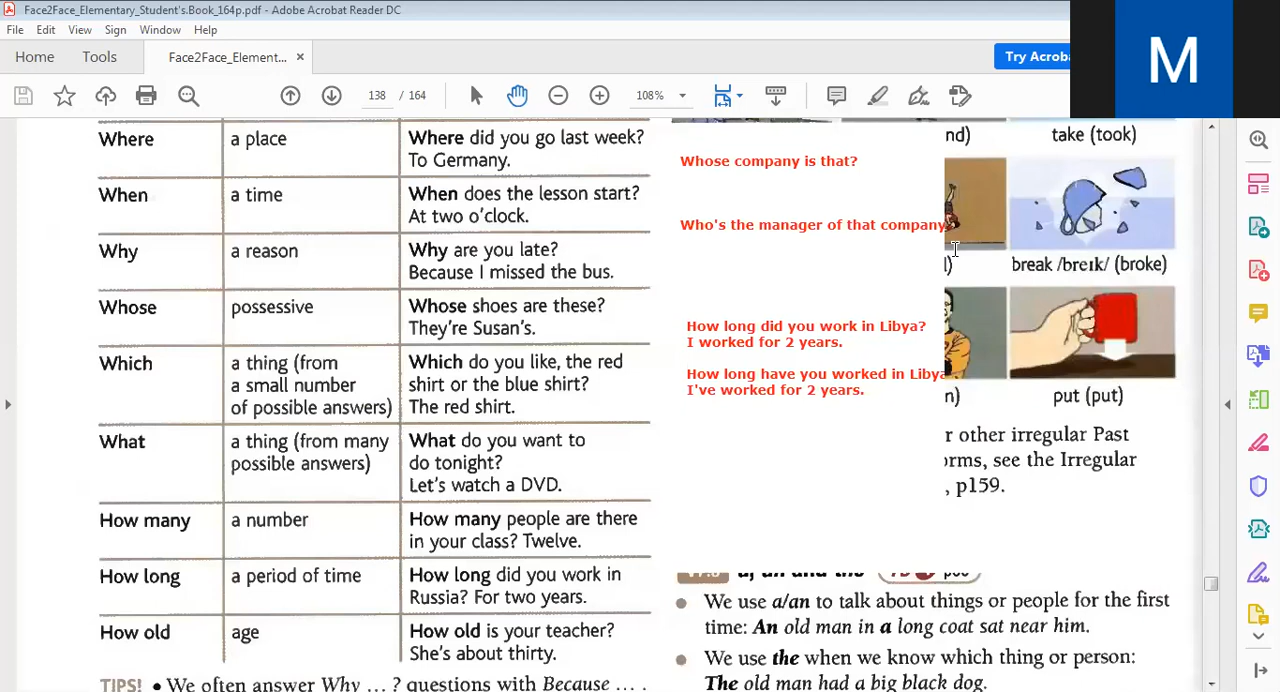 Face2Face_Elementary_Student's.Book_164p.pdf - Adobe Acrobat Reader DC
File Edit View Sign Window Help
Home Tools Face2Face_Element... × Try Acroba
138 / 164 108%
M
Where a place Where did you go last week?
To Germany.
When a time When does the lesson start?
At two o'clock.
Why a reason Why are you late?
Because I missed the bus.
Whose possessive Whose shoes are these?
They're Susan's.
Which a thing (from Which do you like, the red
a small number shirt or the blue shirt?
of possible answers) The red shirt.
What a thing (from many What do you want to
possible answers) do tonight?
Let's watch a DVD.
How many a number How many people are there
in your class? Twelve.
How long a period of time How long did you work in
Russia? For two years.
How old age How old is your teacher?
She's about thirty.
TIPS! • We often answer Why ... ? questions with Because ... .
Whose company is that?
Who's the manager of that company
How long did you work in Libya?
I worked for 2 years.
How long have you worked in Libya
I've worked for 2 years.
nd) take (took)
break /breɪk/ (broke)
n) put (put)
r other irregular Past
orms, see the Irregular
, p159.
a, an and the
● We use a/an to talk about things or people for the first
time: An old man in a long coat sat near him.
● We use the when we know which thing or person:
The old man had a big black dog.